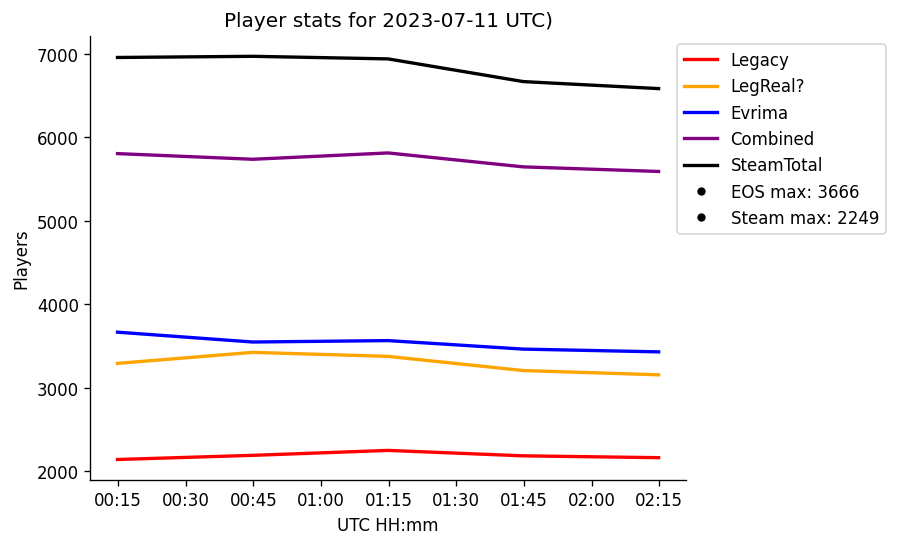 Player stats for 2023-07-11 UTC)
7000
6000
5000
4000
3000
2000
Players
00:15 00:30 00:45 01:00 01:15 01:30 01:45 02:00 02:15
UTC HH:mm
Legacy
LegReal?
Evrima
Combined
SteamTotal
EOS max: 3666
Steam max: 2249